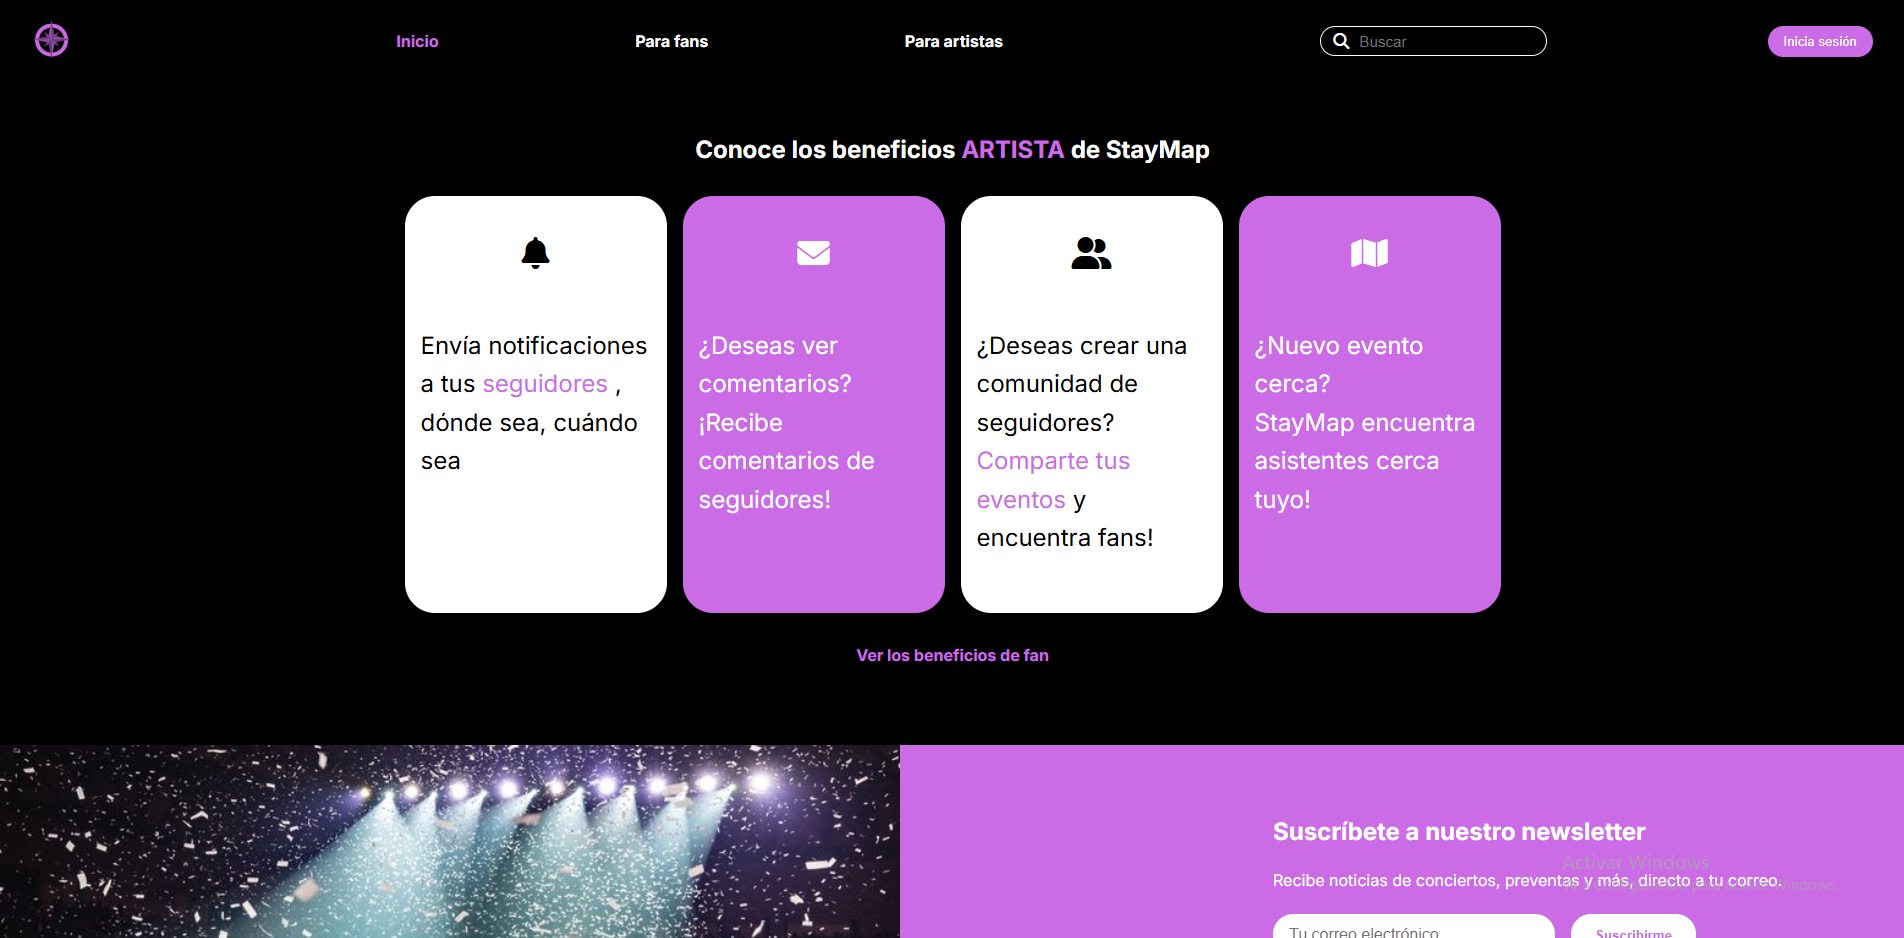 Inicio
Para fans
Para artistas
Buscar
Inicia sesión
Conoce los beneficios ARTISTA de StayMap
Envía notificaciones
a tus seguidores ,
dónde sea, cuándo
sea
¿Deseas ver
comentarios?
¡Recibe
comentarios de
seguidores!
¿Deseas crear una
comunidad de
seguidores?
Comparte tus
eventos y
encuentra fans!
¿Nuevo evento
cerca?
StayMap encuentra
asistentes cerca
tuyo!
Ver los beneficios de fan
Suscríbete a nuestro newsletter
Activar Windows
Recibe noticias de conciertos, preventas y más, directo a tu correo.
Windows.
Tu correo electrónico
Suscribirme